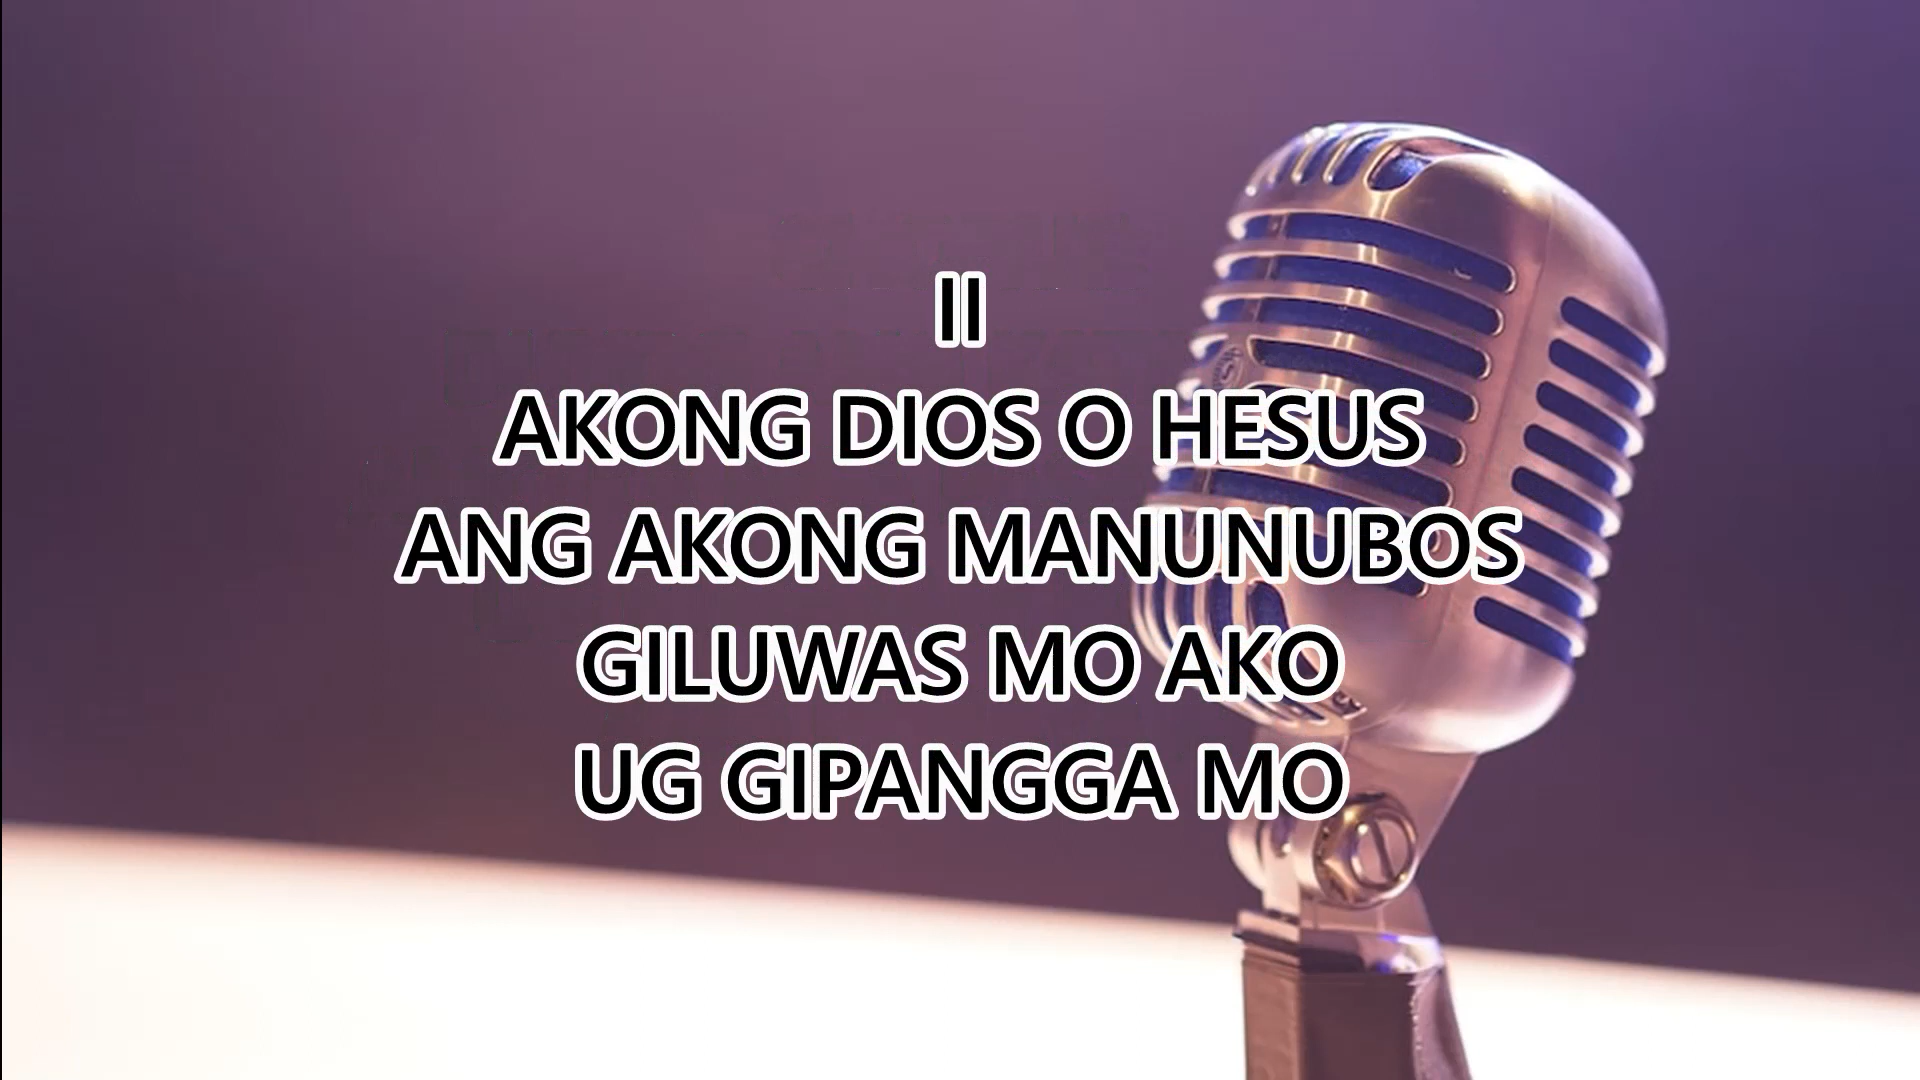 II
AKONG DIOS O HESUS
ANG AKONG MANUNUBOS
GILUWAS MO AKO
UG GIPANGGA MO